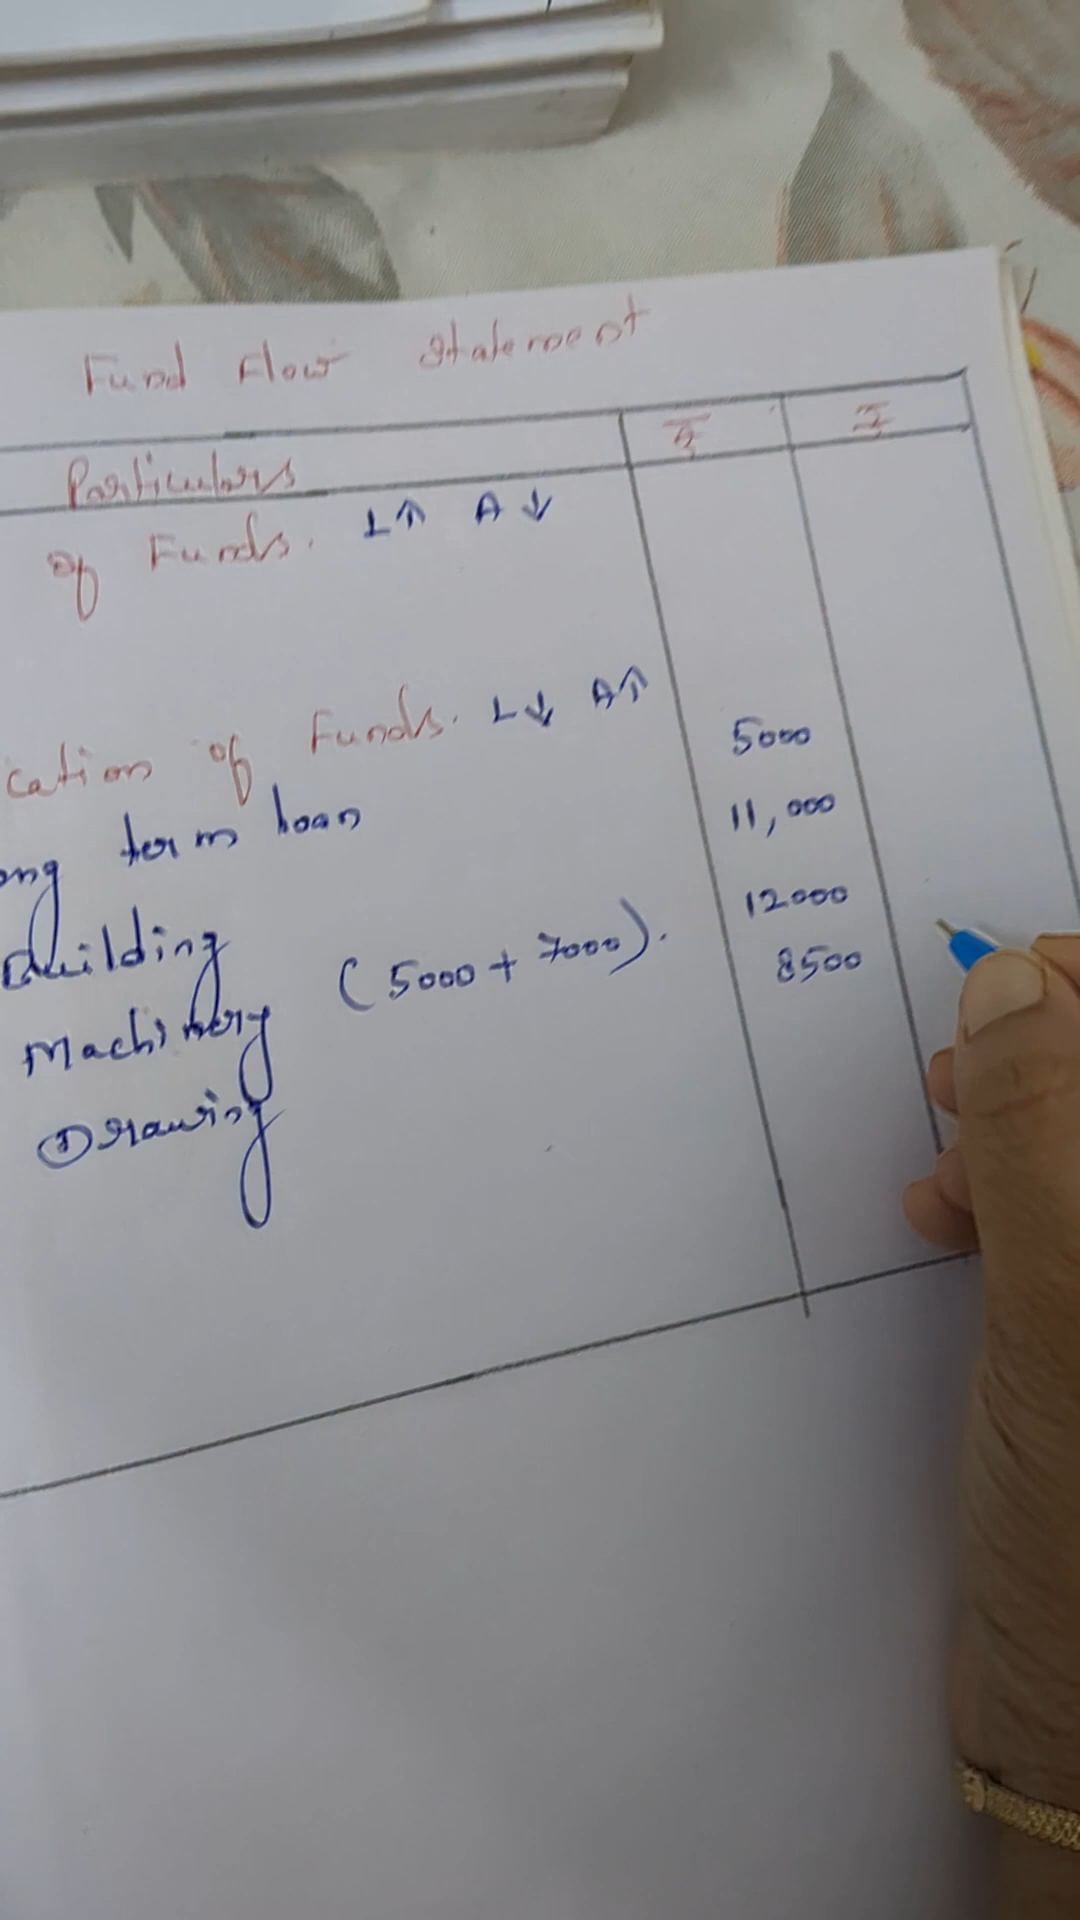 Fund Flow Statement
Particulars ₹ ₹
of Funds. L↑ A↓
cation of Funds. L↓ A↑
ong term loan 5000
Building 11,000
Machinery (5000 + 7000). 12000
Drawing 8500